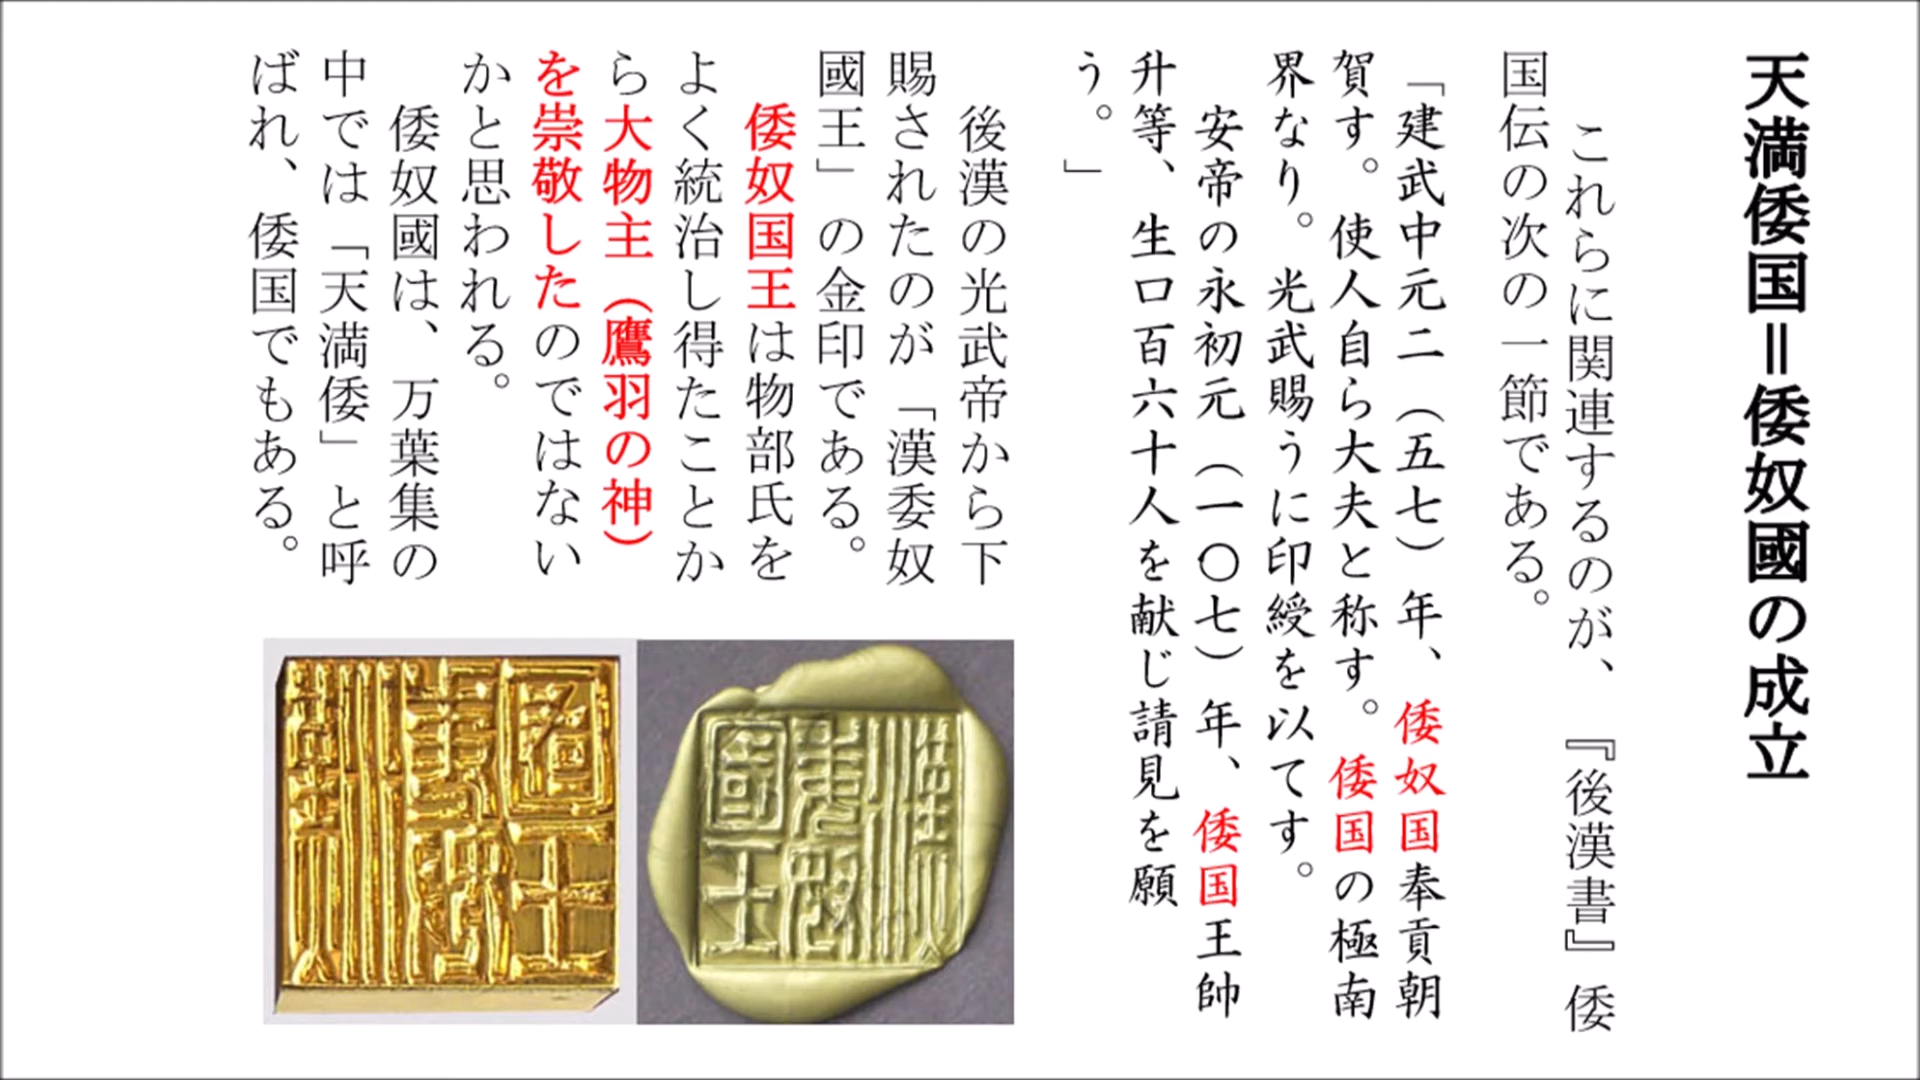 天満倭国＝倭奴國の成立
これらに関連するのが、『後漢書』倭
国伝の次の一節である。
「建武中元二（五七）年、倭奴国奉貢朝
賀す。使人自ら大夫と称す。倭国の極南
界なり。光武賜うに印綬を以てす。
安帝の永初元（一〇七）年、倭国王帥
升等、生口百六十人を献じ請見を願
う。」
後漢の光武帝から下
賜されたのが「漢委奴
國王」の金印である。
倭奴国王は物部氏を
よく統治し得たことか
ら大物主（鷹羽の神）
を崇敬したのではない
かと思われる。
倭奴國は、万葉集の
中では「天満倭」と呼
ばれ、倭国でもある。
漢委奴國王